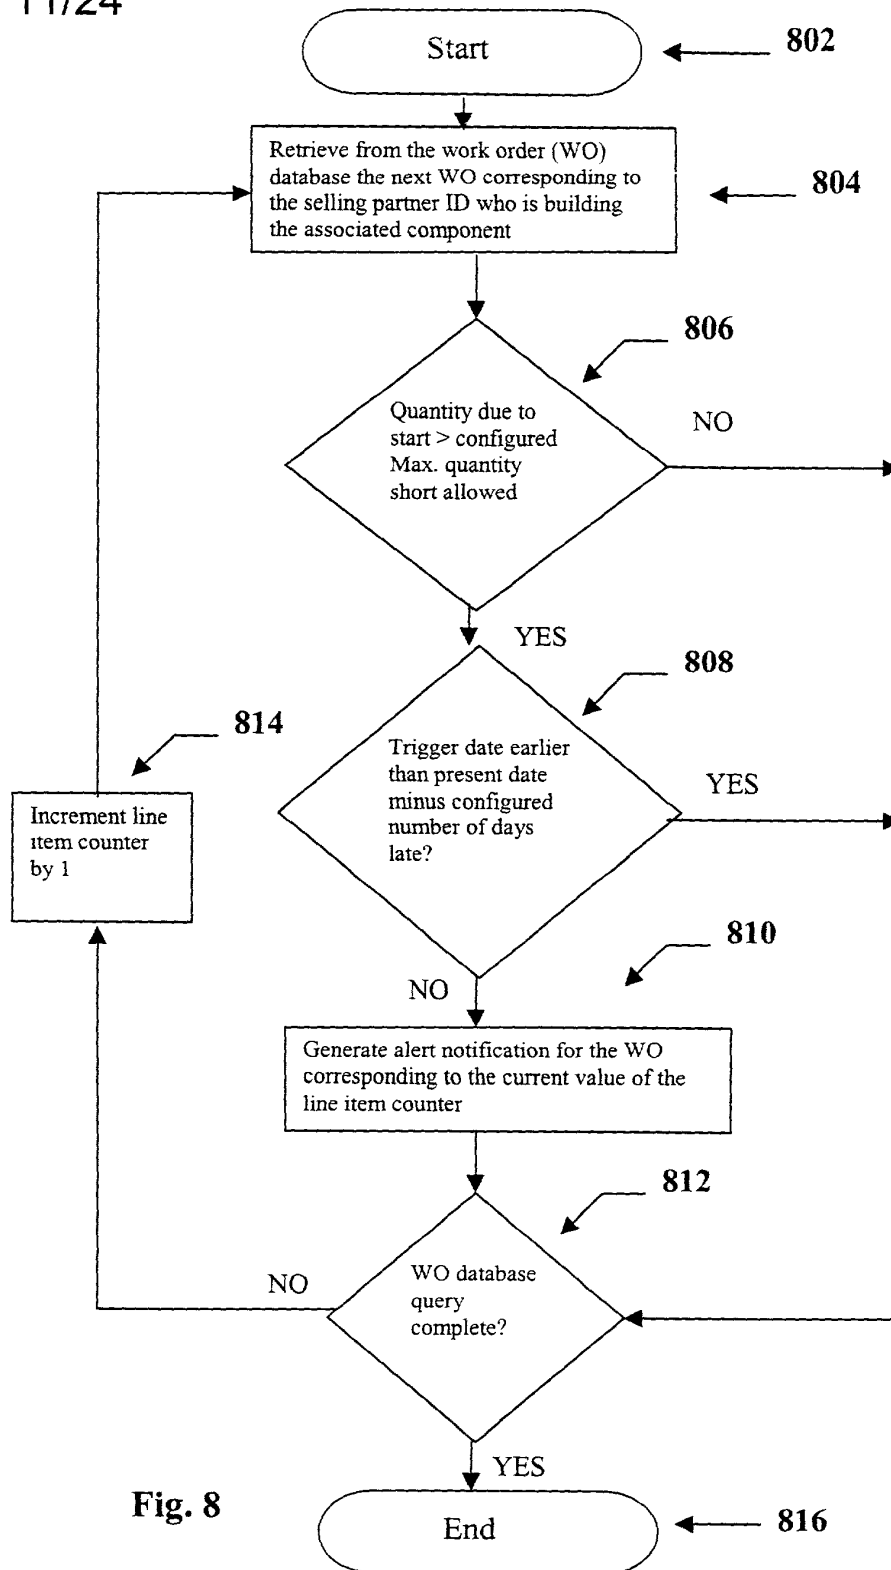 11/24
Start
802
Retrieve from the work order (WO)
database the next WO corresponding to
the selling partner ID who is building
the associated component
804
806
Quantity due to
start > configured
Max. quantity
short allowed
NO
YES
808
Trigger date earlier
than present date
minus configured
number of days
late?
YES
814
Increment line
item counter
by 1
NO
810
Generate alert notification for the WO
corresponding to the current value of the
line item counter
812
WO database
query
complete?
NO
YES
Fig. 8
End
816